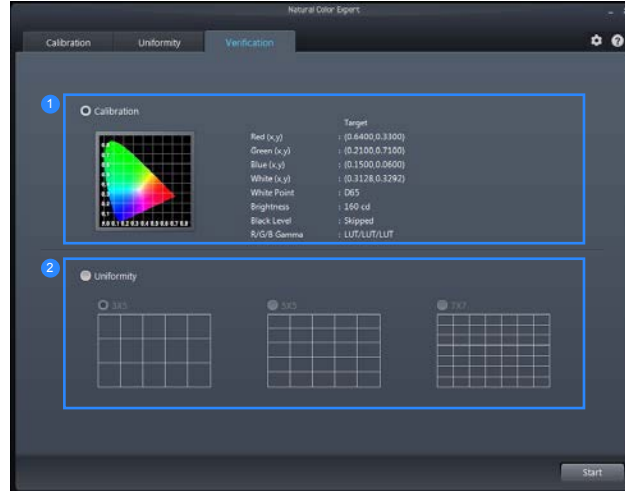 Natural Color Expert
Calibration Uniformity Verification
1
Calibration
Target
Red (x,y) : (0.6400,0.3300)
Green (x,y) : (0.2100,0.7100)
Blue (x,y) : (0.1500,0.0600)
White (x,y) : (0.3128,0.3292)
White Point : D65
Brightness : 160 cd
Black Level : Skipped
R/G/B Gamma : LUT/LUT/LUT
2
Uniformity
3X5 5X5 7X7
Start